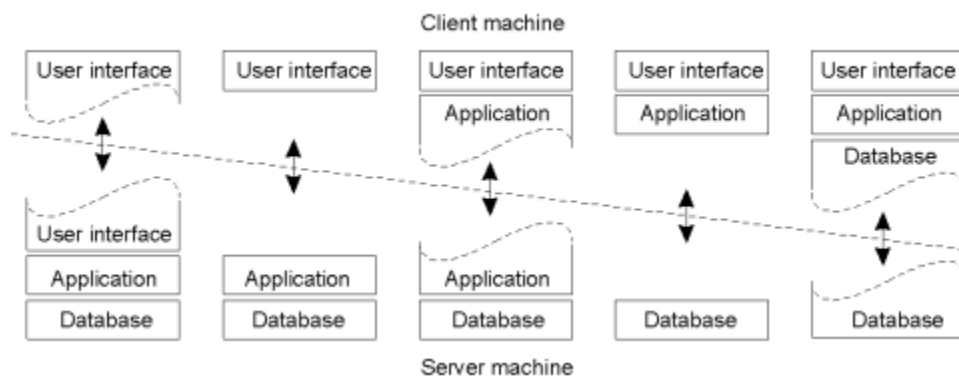 Client machine
User interface
User interface
User interface
User interface
User interface
Application
Application
Application
Database
User interface
Application
Application
Application
Database
Database
Database
Database
Database
Server machine